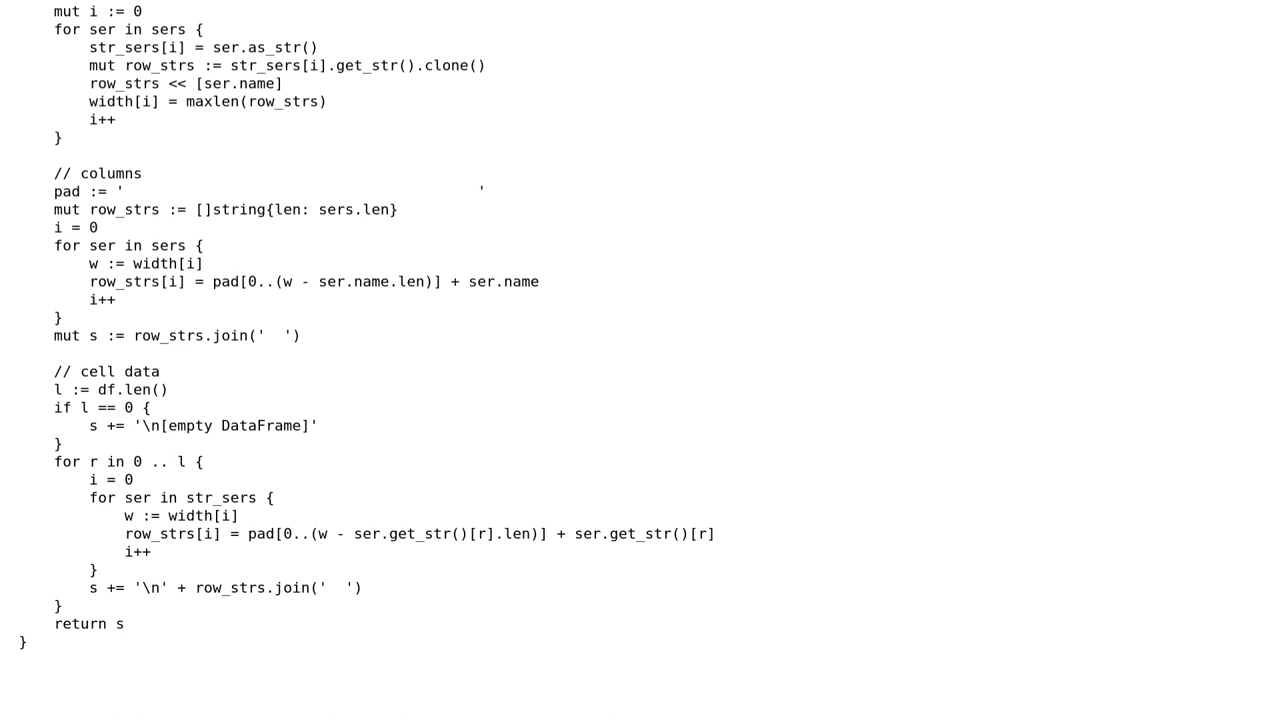 mut i := 0
    for ser in sers {
        str_sers[i] = ser.as_str()
        mut row_strs := str_sers[i].get_str().clone()
        row_strs << [ser.name]
        width[i] = maxlen(row_strs)
        i++
    }

    // columns
    pad := '                                        '
    mut row_strs := []string{len: sers.len}
    i = 0
    for ser in sers {
        w := width[i]
        row_strs[i] = pad[0..(w - ser.name.len)] + ser.name
        i++
    }
    mut s := row_strs.join('  ')

    // cell data
    l := df.len()
    if l == 0 {
        s += '\n[empty DataFrame]'
    }
    for r in 0 .. l {
        i = 0
        for ser in str_sers {
            w := width[i]
            row_strs[i] = pad[0..(w - ser.get_str()[r].len)] + ser.get_str()[r]
            i++
        }
        s += '\n' + row_strs.join('  ')
    }
    return s
}